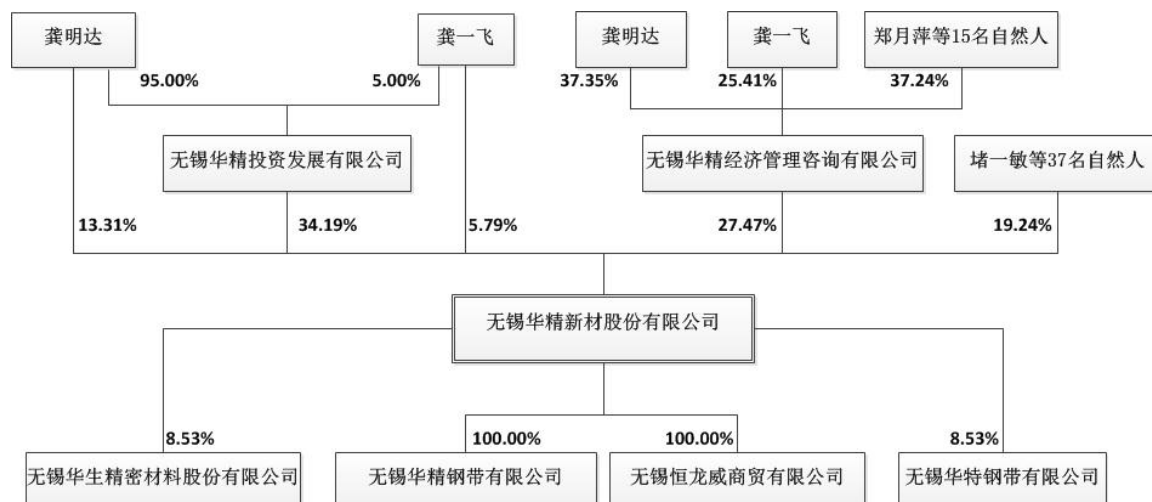 龚明达
龚一飞
龚明达
龚一飞
郑月萍等15名自然人
95.00%
5.00%
37.35%
25.41%
37.24%
无锡华精投资发展有限公司
无锡华精经济管理咨询有限公司
堵一敏等37名自然人
13.31%
34.19%
5.79%
27.47%
19.24%
无锡华精新材股份有限公司
8.53%
100.00%
100.00%
8.53%
无锡华生精密材料股份有限公司
无锡华精钢带有限公司
无锡恒龙威商贸有限公司
无锡华特钢带有限公司